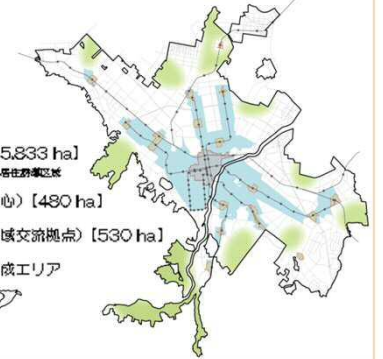 5,833 ha］
居住誘導区域
心）［480 ha］
域交流拠点）［530 ha］
成エリア